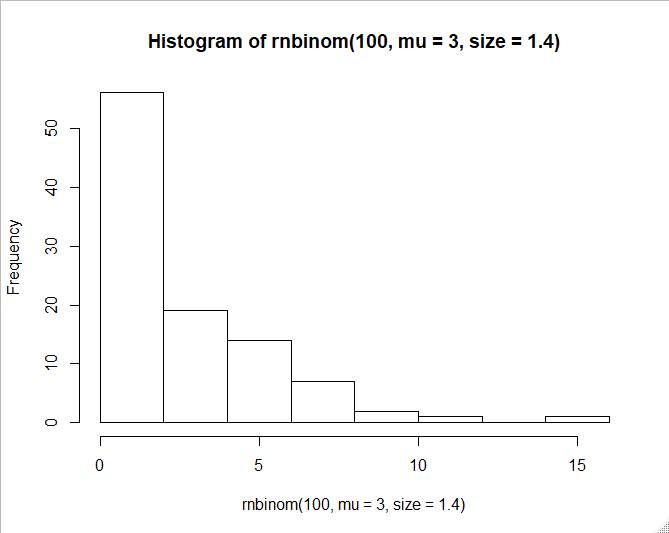 Histogram of rnbinom(100, mu = 3, size = 1.4)
Frequency
50
40
30
20
10
0
0 5 10 15
rnbinom(100, mu = 3, size = 1.4)